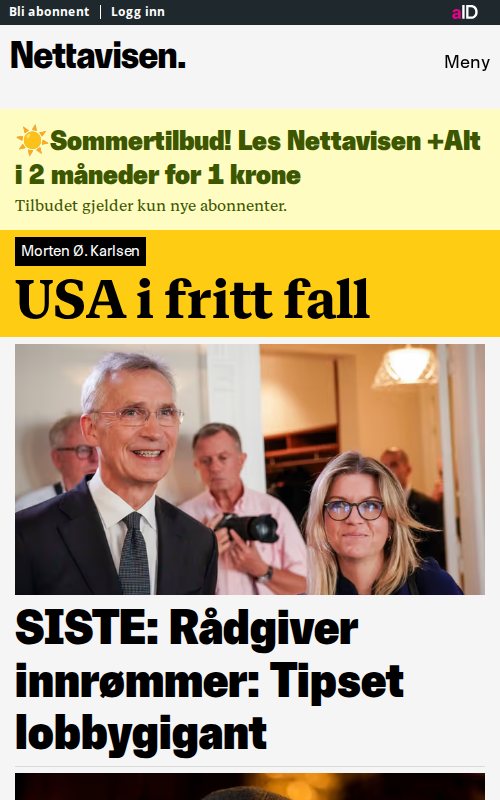 Bli abonnent
Logg inn
aID
Nettavisen.
Meny
☀️Sommertilbud! Les Nettavisen +Alt
i 2 måneder for 1 krone
Tilbudet gjelder kun nye abonnenter.
Morten Ø. Karlsen
USA i fritt fall
SISTE: Rådgiver
innrømmer: Tipset
lobbygigant